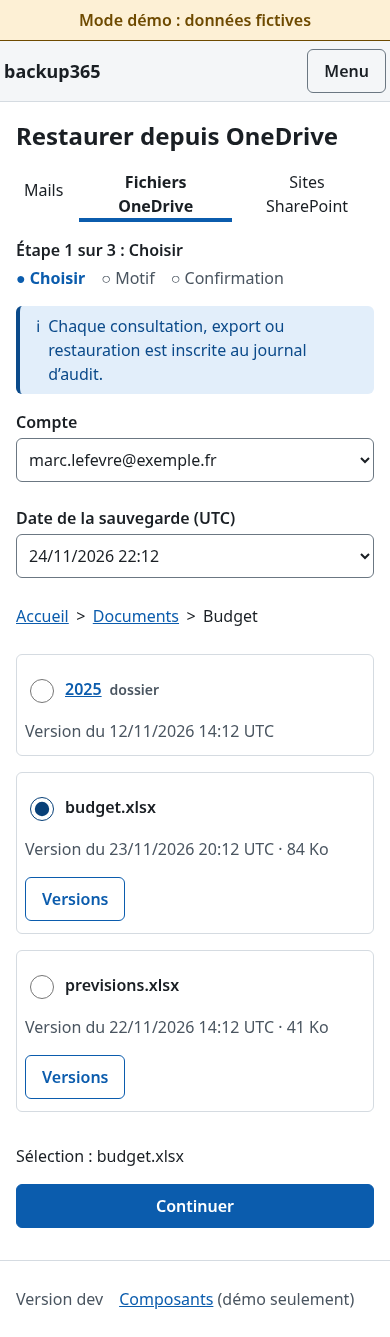 Mode démo : données fictives
backup365
Menu
Restaurer depuis OneDrive
Mails
Fichiers
OneDrive
Sites
SharePoint
Étape 1 sur 3 : Choisir
● Choisir ○ Motif ○ Confirmation
i Chaque consultation, export ou
restauration est inscrite au journal
d’audit.
Compte
marc.lefevre@exemple.fr
Date de la sauvegarde (UTC)
24/11/2026 22:12
Accueil > Documents > Budget
2025 dossier
Version du 12/11/2026 14:12 UTC
budget.xlsx
Version du 23/11/2026 20:12 UTC · 84 Ko
Versions
previsions.xlsx
Version du 22/11/2026 14:12 UTC · 41 Ko
Versions
Sélection : budget.xlsx
Continuer
Version dev Composants (démo seulement)